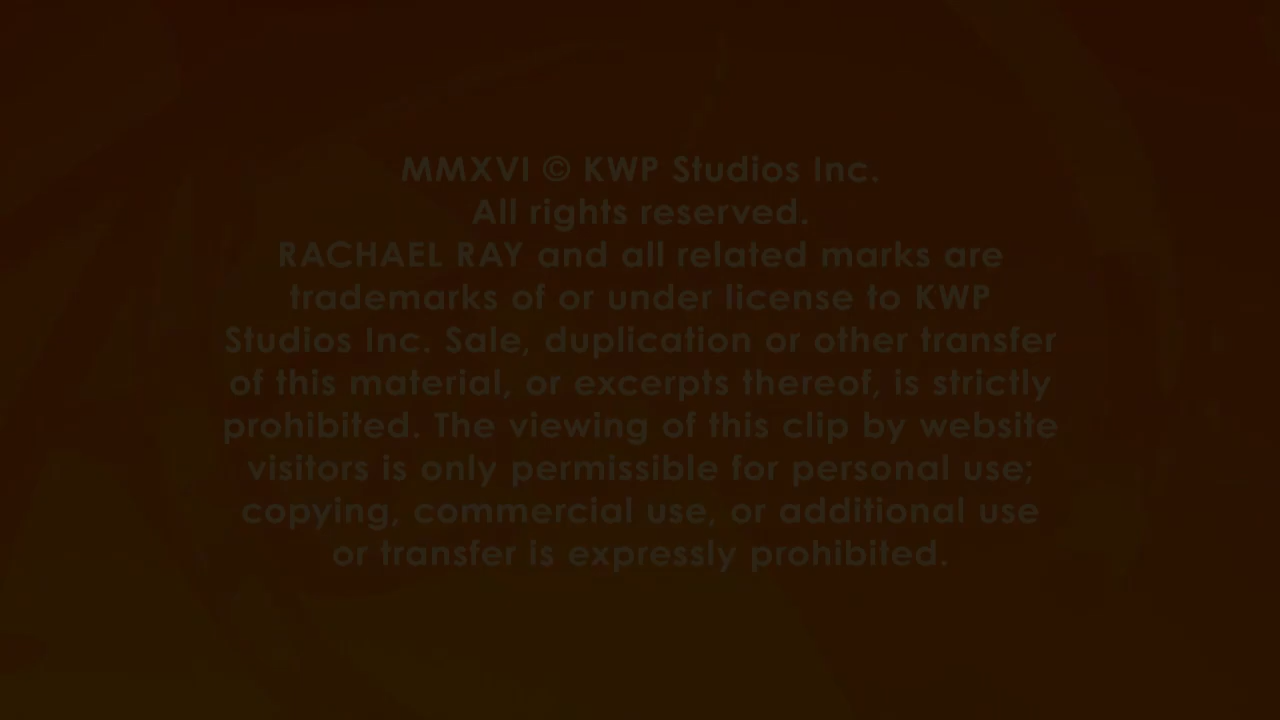 MMXVI © KWP Studios Inc.
All rights reserved.
RACHAEL RAY and all related marks are
trademarks of or under license to KWP
Studios Inc. Sale, duplication or other transfer
of this material, or excerpts thereof, is strictly
prohibited. The viewing of this clip by website
visitors is only permissible for personal use;
copying, commercial use, or additional use
or transfer is expressly prohibited.